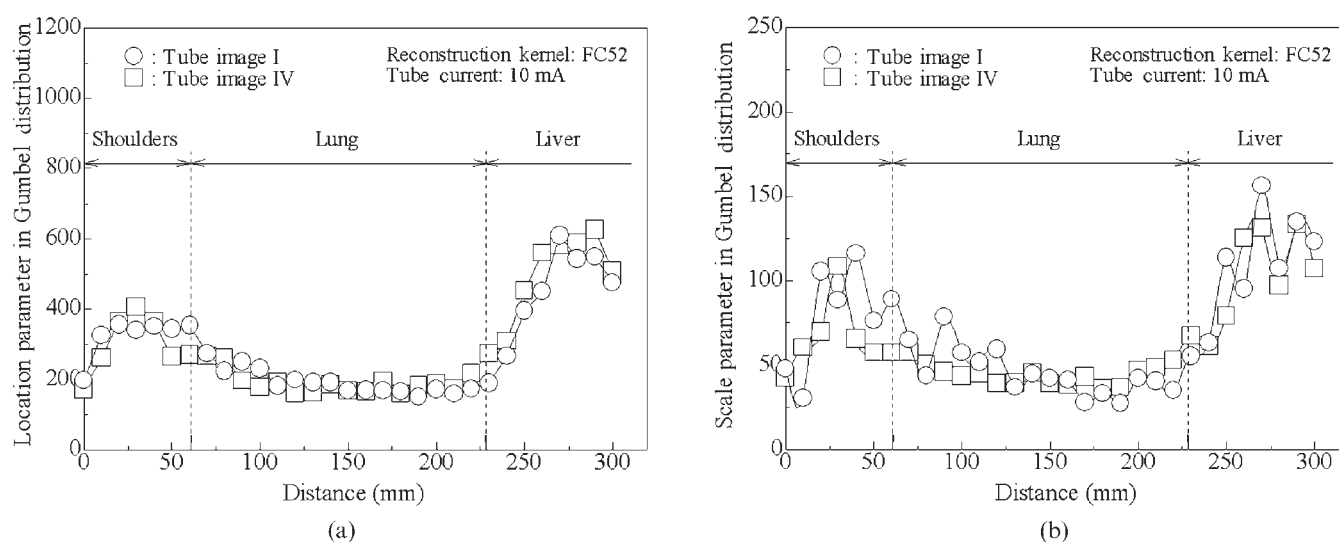 1200
1000
800
600
400
200
0
Location parameter in Gumbel distribution
○ : Tube image I
□ : Tube image IV
Reconstruction kernel: FC52
Tube current: 10 mA
Shoulders
Lung
Liver
0 50 100 150 200 250 300
Distance (mm)
(a)
250
200
150
100
50
0
Scale parameter in Gumbel distribution
○ : Tube image I
□ : Tube image IV
Reconstruction kernel: FC52
Tube current: 10 mA
Shoulders
Lung
Liver
0 50 100 150 200 250 300
Distance (mm)
(b)